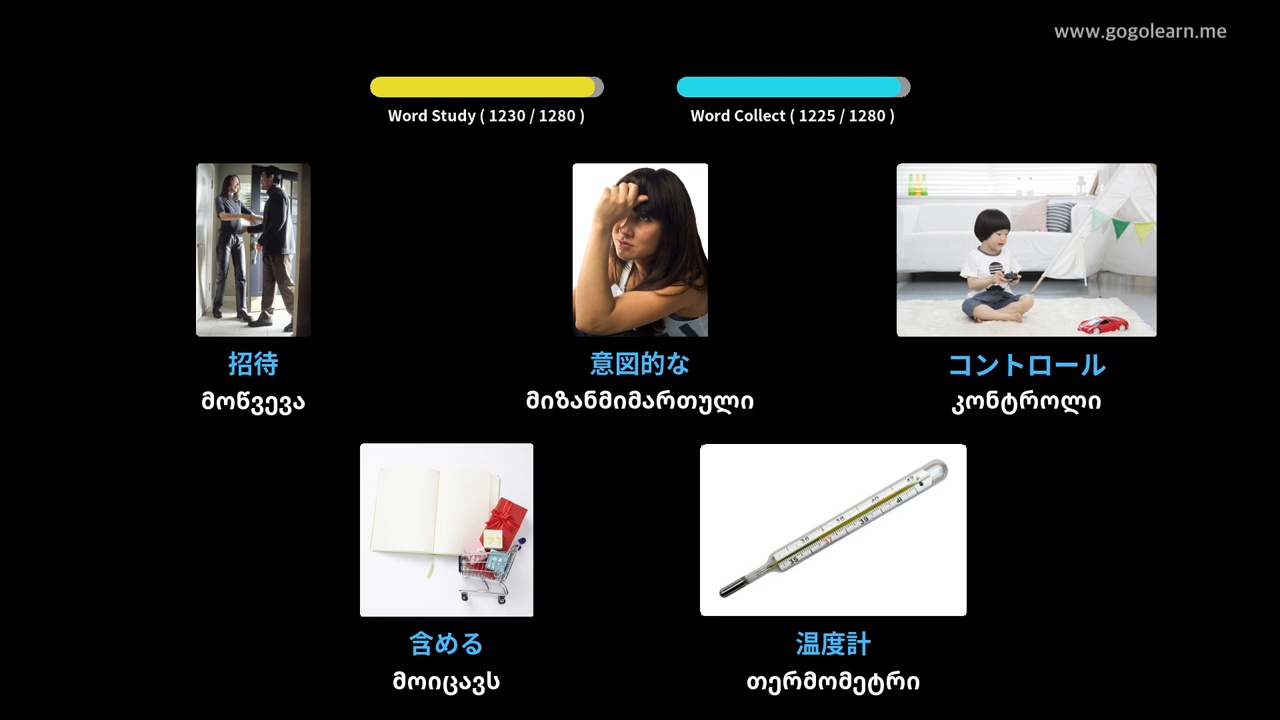 www.gogolearn.me
Word Study ( 1230 / 1280 )
Word Collect ( 1225 / 1280 )
招待
მოწვევა
意図的な
მიზანმიმართული
コントロール
კონტროლი
含める
მოიცავს
温度計
თერმომეტრი